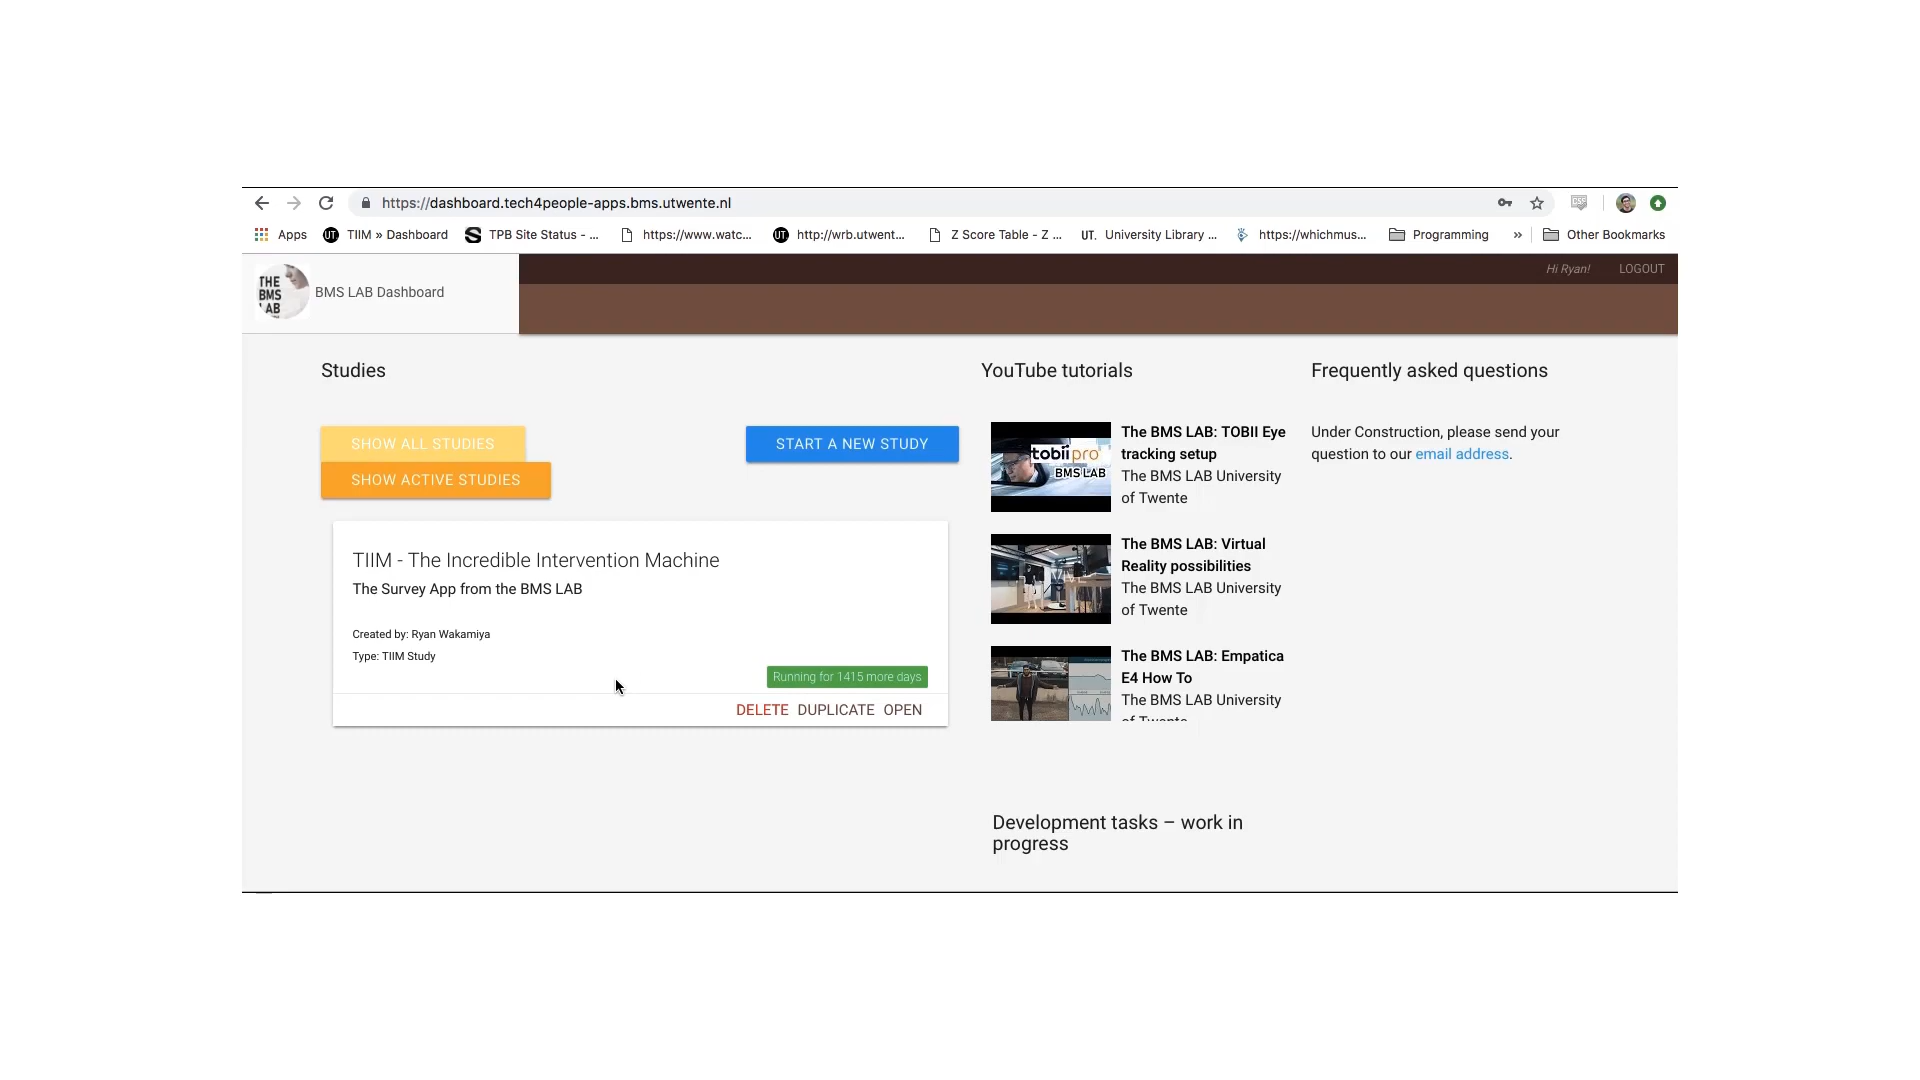 https://dashboard.tech4people-apps.bms.utwente.nl
Apps
TIIM » Dashboard
TPB Site Status - ...
https://www.watc...
http://wrb.utwent...
Z Score Table - Z ...
UT. University Library ...
https://whichmus...
Programming
»
Other Bookmarks
THE
BMS
LAB
BMS LAB Dashboard
Hi Ryan!
LOGOUT
Studies
SHOW ALL STUDIES
START A NEW STUDY
SHOW ACTIVE STUDIES
TIIM - The Incredible Intervention Machine
The Survey App from the BMS LAB
Created by: Ryan Wakamiya
Type: TIIM Study
Running for 1415 more days
DELETE DUPLICATE OPEN
YouTube tutorials
tobii pro
BMS LAB
The BMS LAB: TOBII Eye
tracking setup
The BMS LAB University
of Twente
The BMS LAB: Virtual
Reality possibilities
The BMS LAB University
of Twente
The BMS LAB: Empatica
E4 How To
The BMS LAB University
of Twente
Development tasks – work in
progress
Frequently asked questions
Under Construction, please send your
question to our email address.